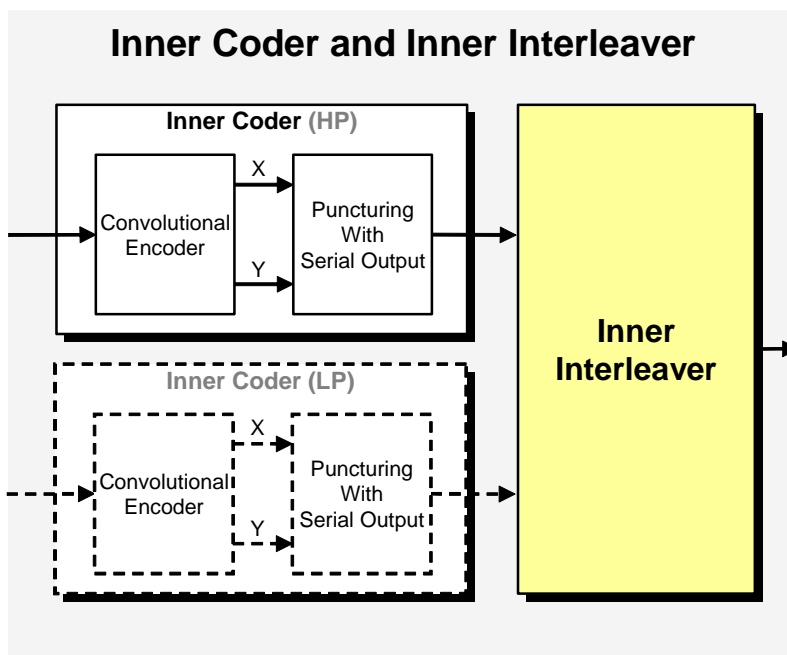 Inner Coder and Inner Interleaver
Inner Coder (HP)
Convolutional
Encoder
X
Y
Puncturing
With
Serial Output
Inner Coder (LP)
Convolutional
Encoder
X
Y
Puncturing
With
Serial Output
Inner
Interleaver